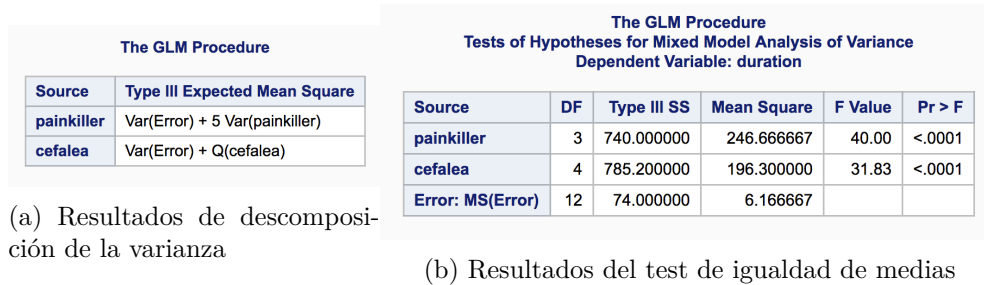 The GLM Procedure
Source Type III Expected Mean Square
painkiller Var(Error) + 5 Var(painkiller)
cefalea Var(Error) + Q(cefalea)
(a) Resultados de descomposi-
ción de la varianza
The GLM Procedure
Tests of Hypotheses for Mixed Model Analysis of Variance
Dependent Variable: duration
Source DF Type III SS Mean Square F Value Pr > F
painkiller 3 740.000000 246.666667 40.00 <.0001
cefalea 4 785.200000 196.300000 31.83 <.0001
Error: MS(Error) 12 74.000000 6.166667
(b) Resultados del test de igualdad de medias